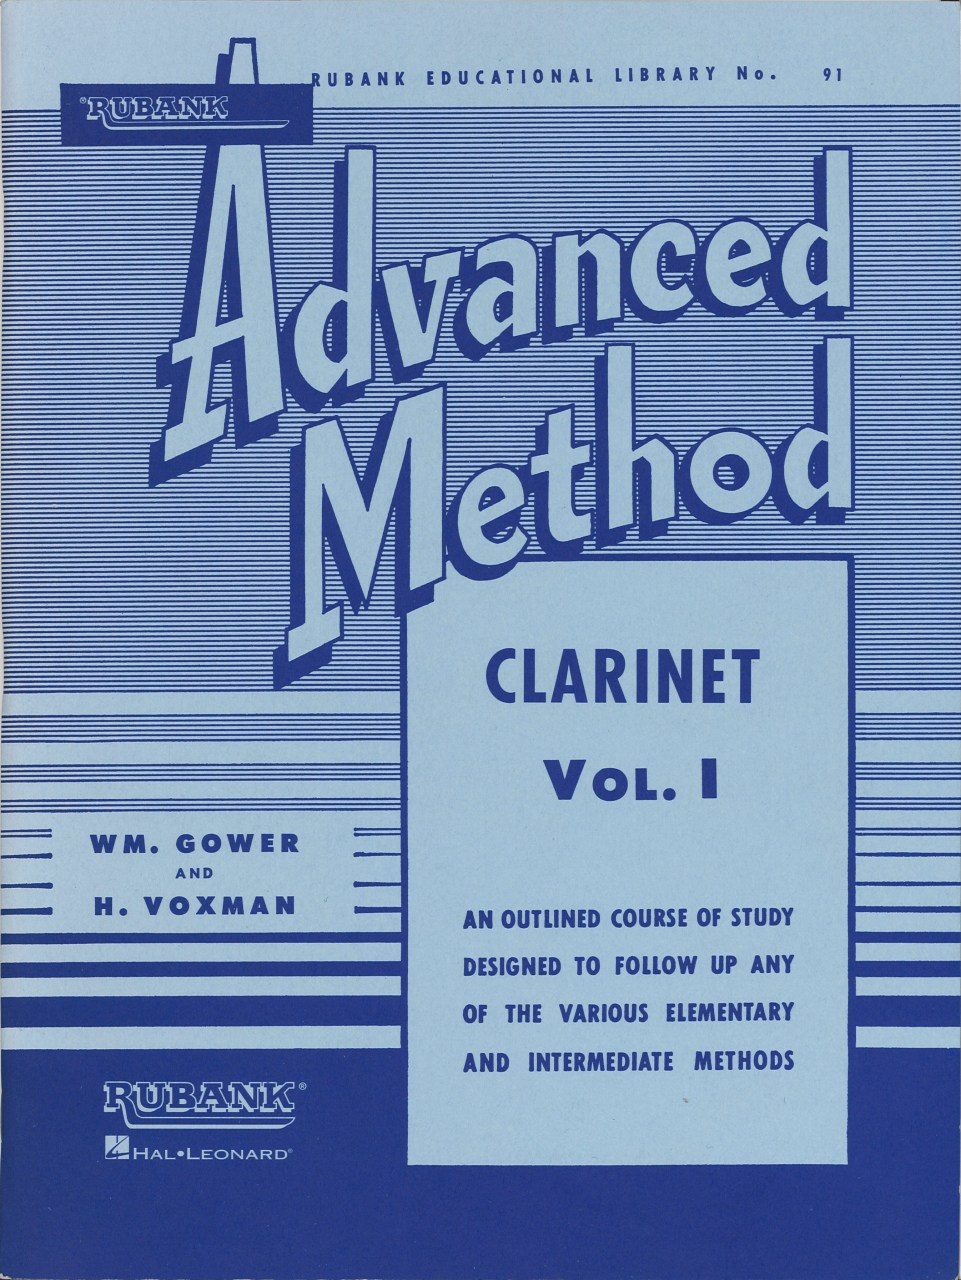 RUBANK EDUCATIONAL LIBRARY No. 91
®RUBANK
Advanced
Method
CLARINET
VOL. I
WM. GOWER
AND
H. VOXMAN
AN OUTLINED COURSE OF STUDY
DESIGNED TO FOLLOW UP ANY
OF THE VARIOUS ELEMENTARY
AND INTERMEDIATE METHODS
RUBANK®
HAL•LEONARD®